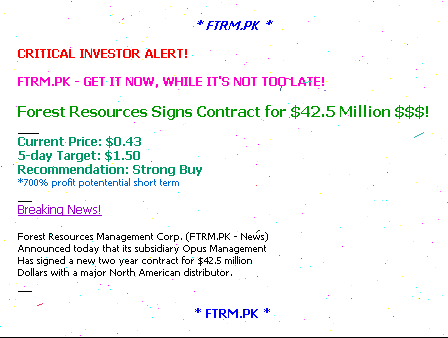 * FTRM.PK *
CRITICAL INVESTOR ALERT!
FTRM.PK - GET IT NOW, WHILE IT'S NOT TOO LATE!
Forest Resources Signs Contract for $42.5 Million $$$!
Current Price: $0.43
5-day Target: $1.50
Recommendation: Strong Buy
*700% profit potentential short term
Breaking News!
Forest Resources Management Corp. (FTRM.PK - News)
Announced today that its subsidiary Opus Management
Has signed a new two year contract for $42.5 million
Dollars with a major North American distributor.
* FTRM.PK *